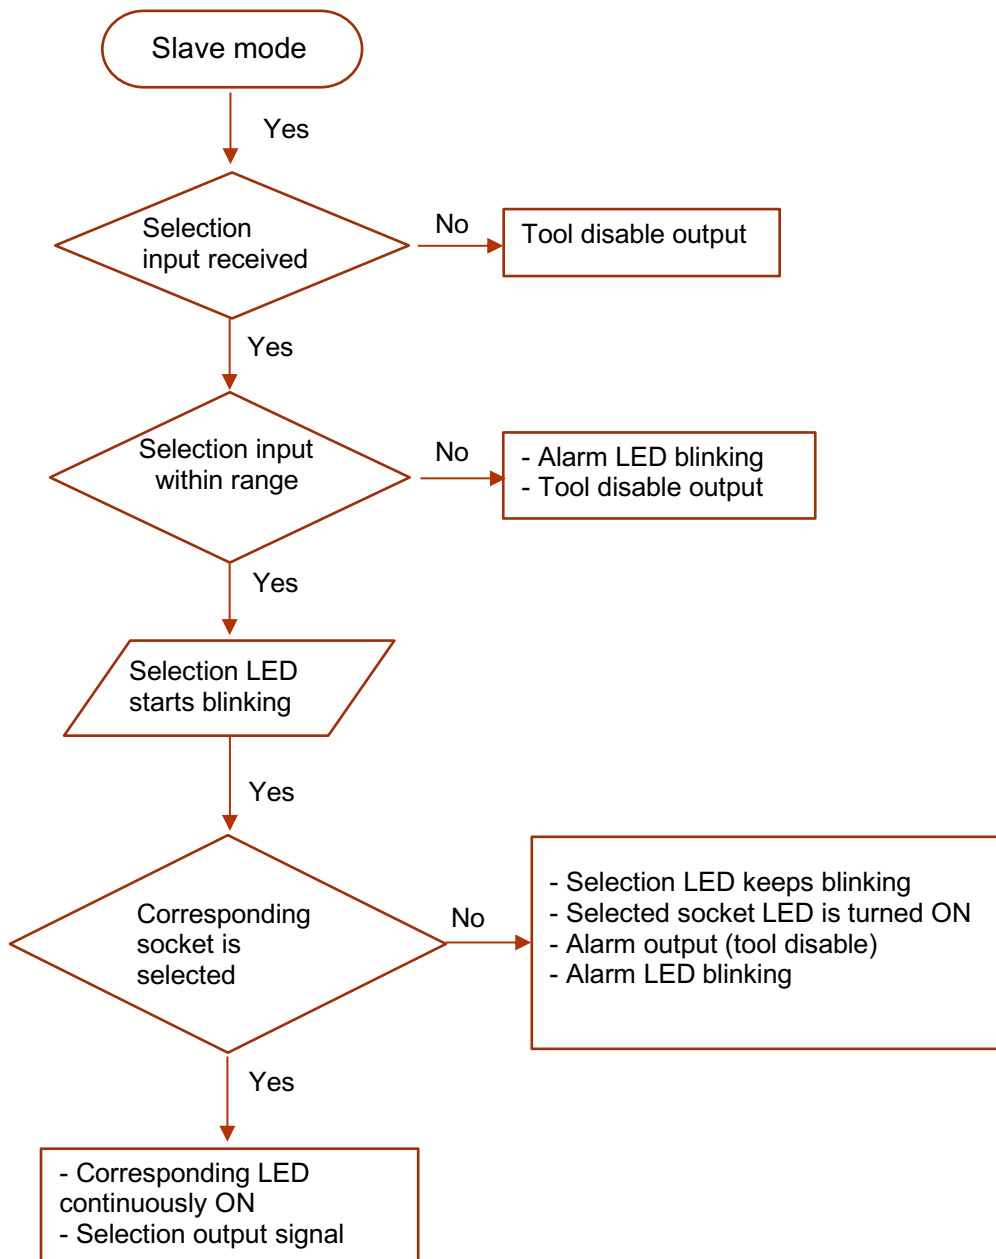 Slave mode
Yes
Selection
input received
No
Tool disable output
Yes
Selection input
within range
No
- Alarm LED blinking
- Tool disable output
Yes
Selection LED
starts blinking
Yes
Corresponding
socket is
selected
No
- Selection LED keeps blinking
- Selected socket LED is turned ON
- Alarm output (tool disable)
- Alarm LED blinking
Yes
- Corresponding LED
continuously ON
- Selection output signal